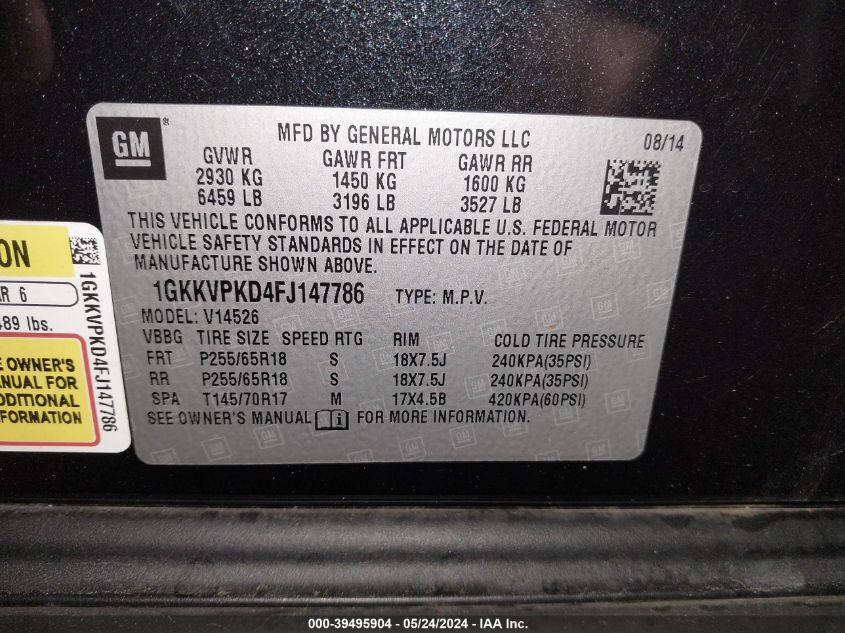 GM
MFD BY GENERAL MOTORS LLC
08/14
GVWR GAWR FRT GAWR RR
2930 KG 1450 KG 1600 KG
6459 LB 3196 LB 3527 LB
THIS VEHICLE CONFORMS TO ALL APPLICABLE U.S. FEDERAL MOTOR
VEHICLE SAFETY STANDARDS IN EFFECT ON THE DATE OF
MANUFACTURE SHOWN ABOVE.
1GKKVPKD4FJ147786 TYPE: M.P.V.
MODEL: V14526
VBBG TIRE SIZE SPEED RTG RIM COLD TIRE PRESSURE
FRT P255/65R18 S 18X7.5J 240KPA(35PSI)
RR P255/65R18 S 18X7.5J 240KPA(35PSI)
SPA T145/70R17 M 17X4.5B 420KPA(60PSI)
SEE OWNER'S MANUAL i FOR MORE INFORMATION.
ON
R 6
489 lbs.
E OWNER'S
ANUAL FOR
DDITIONAL
FORMATION
1GKKVPKD4FJ147786
000-39495904 - 05/24/2024 - IAA Inc.